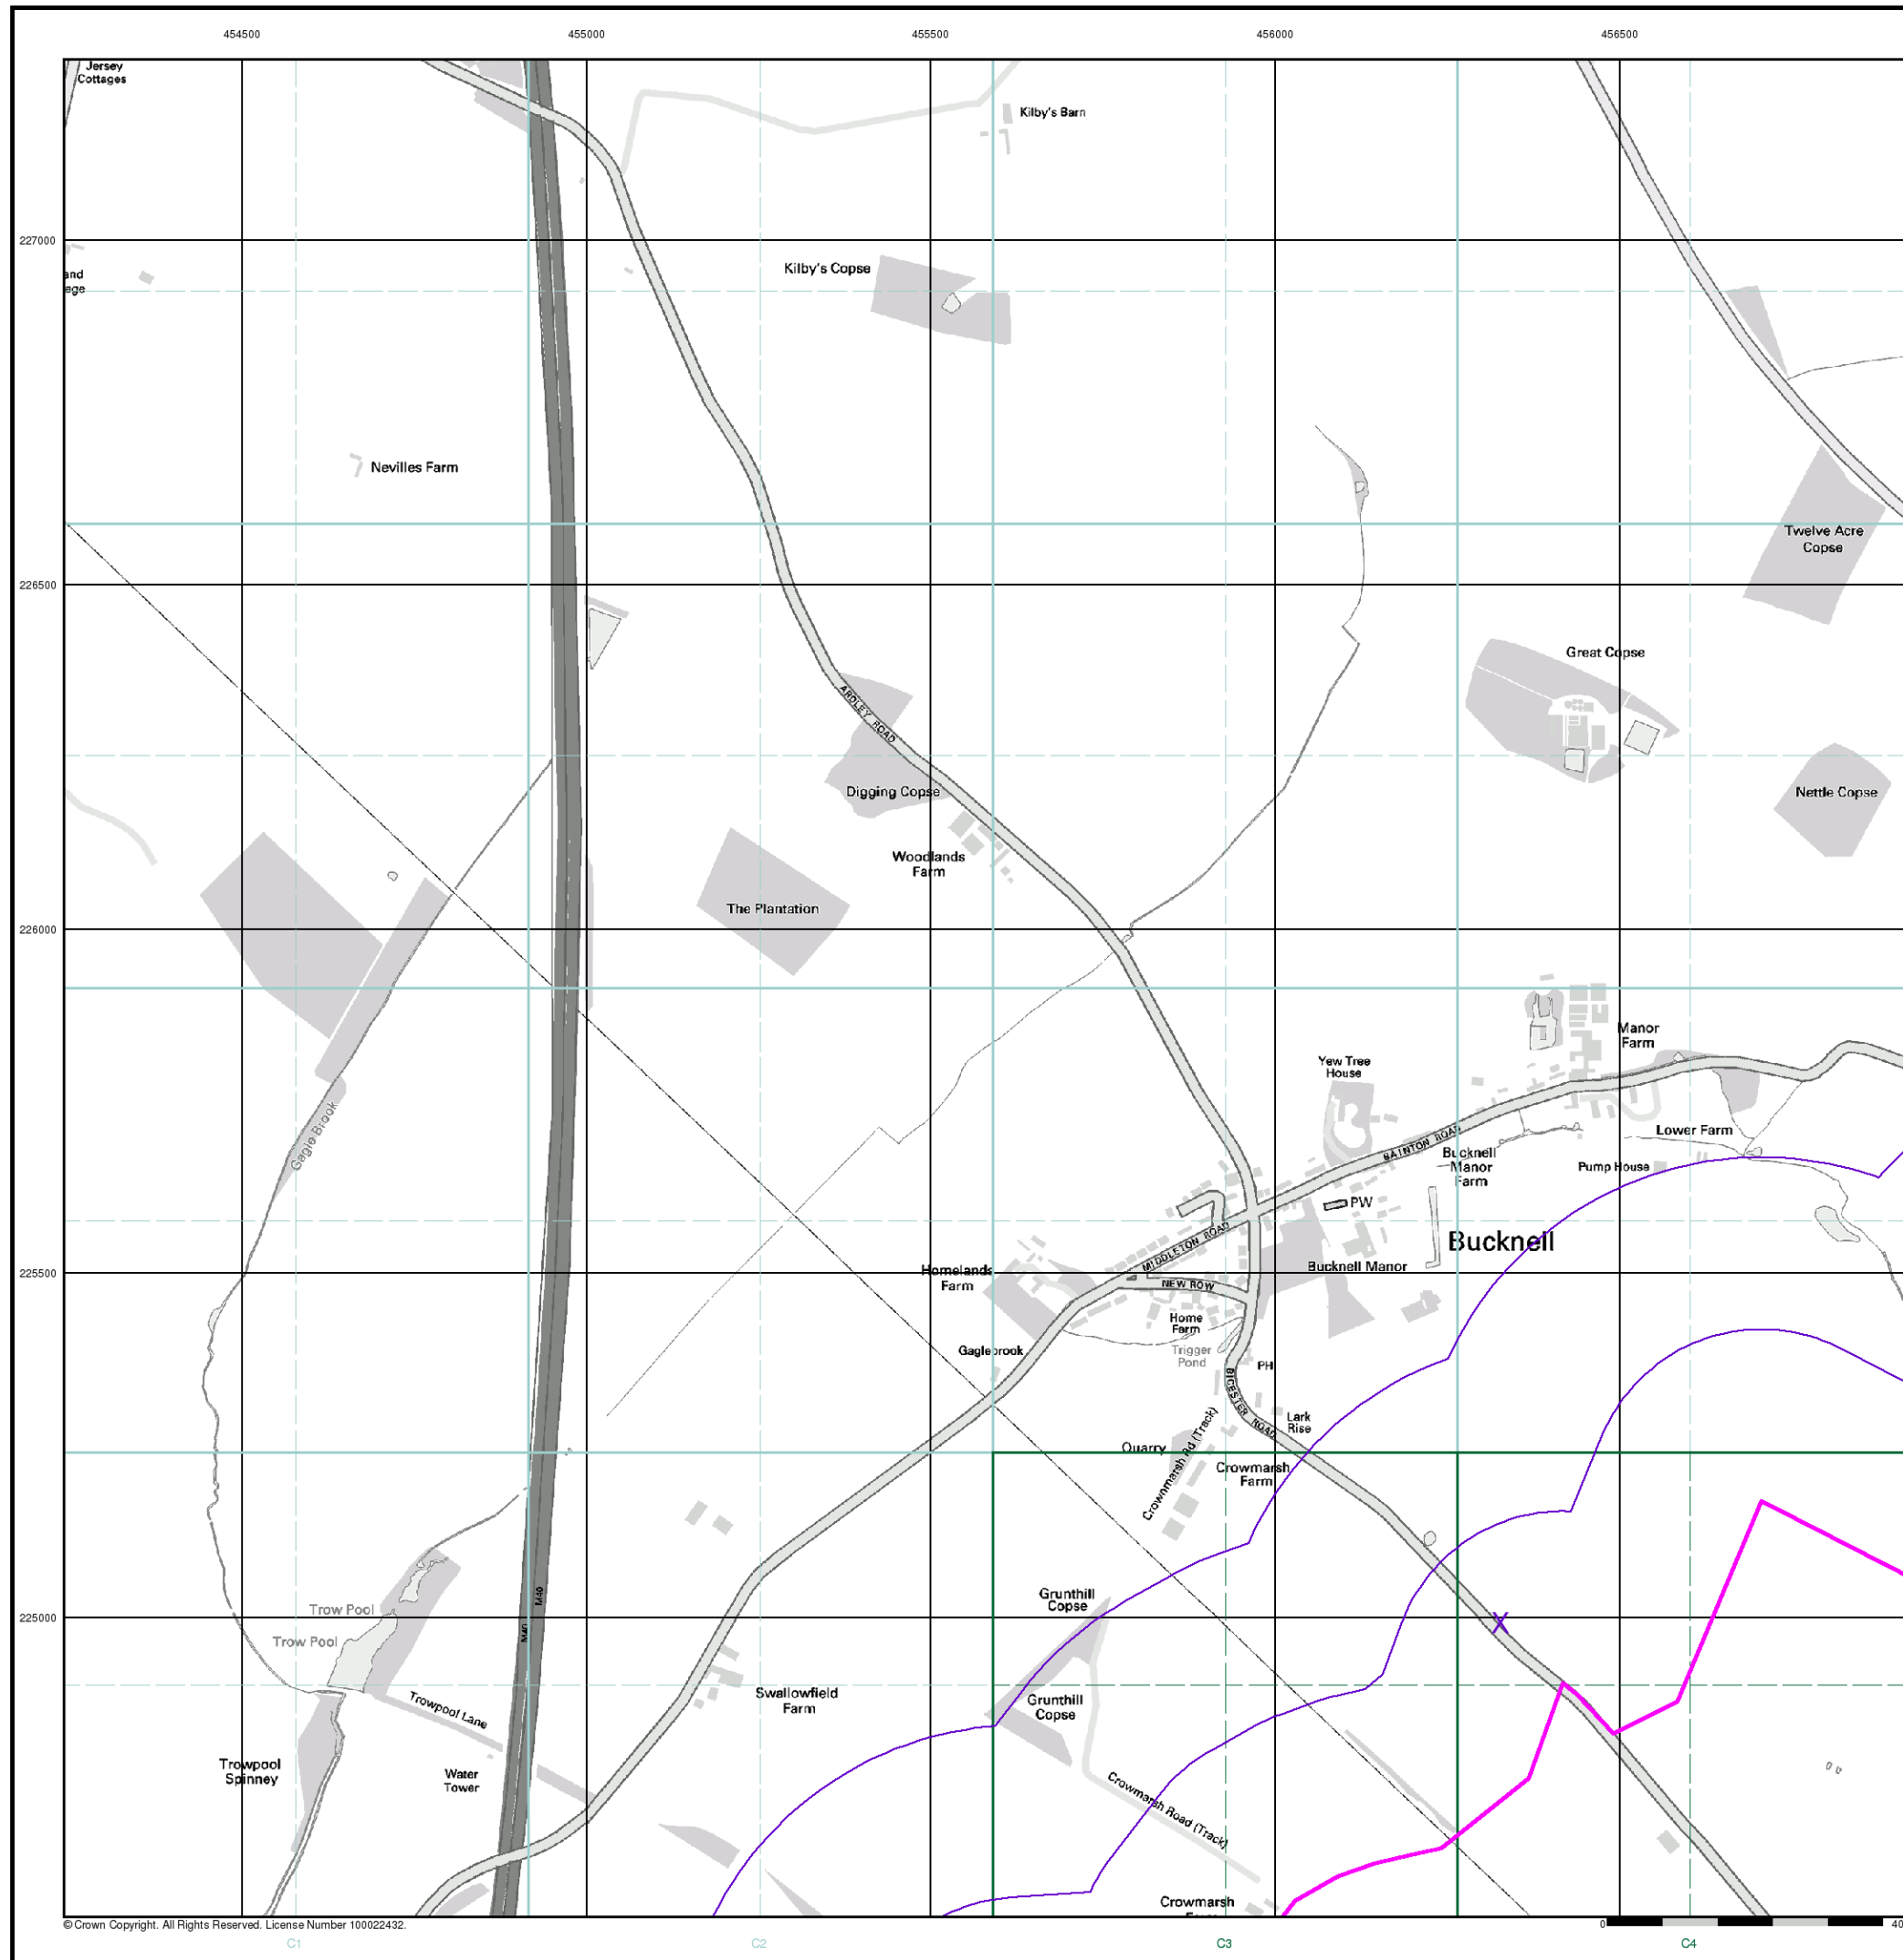 454500
455000
455500
456000
456500
Jersey
Cottages
Kilby's Barn
227000
and
age
Kilby's Copse
Nevilles Farm
Twelve Acre
Copse
226500
Great Copse
ARDLEY ROAD
Digging Copse
Nettle Copse
Woodlands
Farm
The Plantation
226000
Manor
Farm
Yew Tree
House
Gagle Brook
BAINTON ROAD
Lower Farm
Bucknell
Manor
Farm
Pump House
PW
MIDDLETON ROAD
Bucknell
Bucknell Manor
225500
Homelands
Farm
NEW ROW
Home
Farm
Trigger
Pond
Gaglebrook
PH
BICESTER ROAD
Lark
Rise
Crowmarsh Rd (Track)
Quarry
Crowmarsh
Farm
M40
Grunthill
Copse
Trow Pool
225000
X
M40
Trow Pool
Swallowfield
Farm
Grunthill
Copse
Trowpool Lane
Trowpool
Spinney
Water
Tower
Crowmarsh Road (Track)
Crowmarsh
© Crown Copyright. All Rights Reserved. License Number 100022432.
0
40
C1
C2
C3
C4